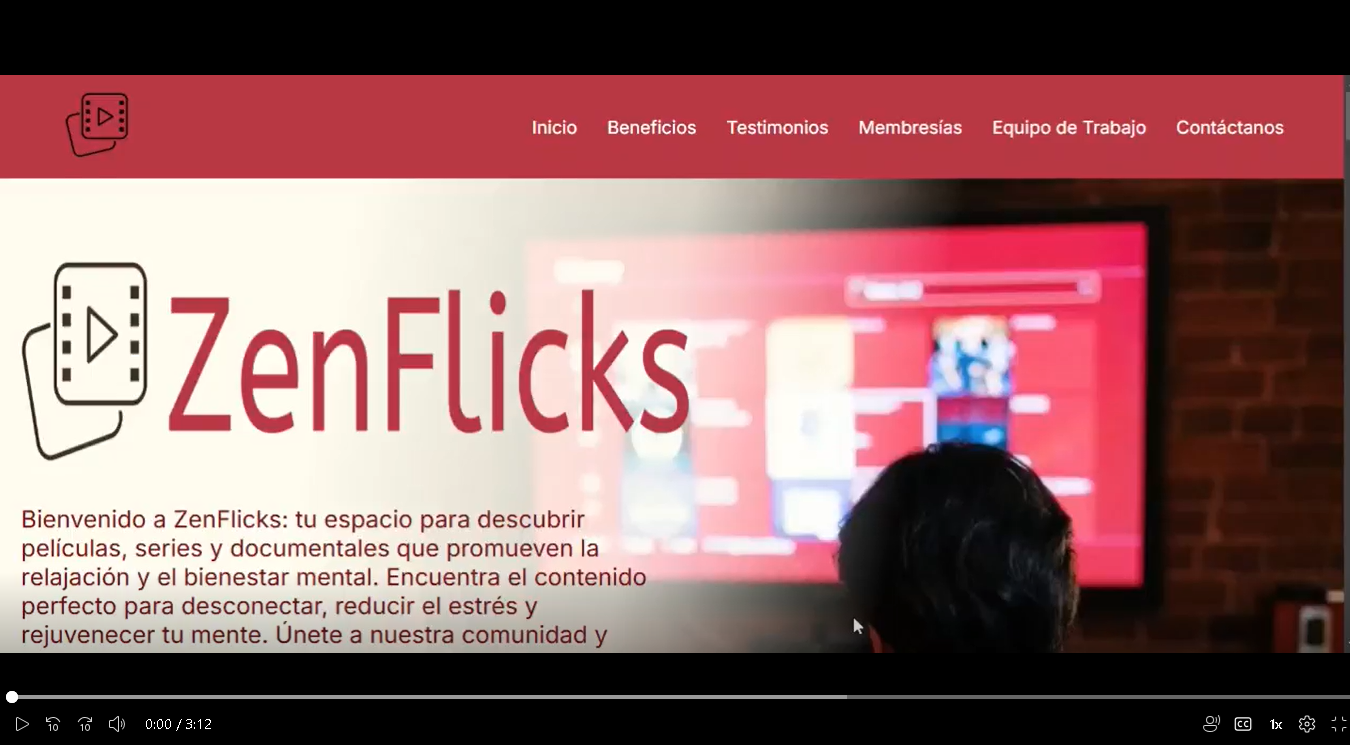 Inicio Beneficios Testimonios Membresías Equipo de Trabajo Contáctanos
ZenFlicks
Bienvenido a ZenFlicks: tu espacio para descubrir
películas, series y documentales que promueven la
relajación y el bienestar mental. Encuentra el contenido
perfecto para desconectar, reducir el estrés y
rejuvenecer tu mente. Únete a nuestra comunidad y
10 10 0:00 / 3:12 CC 1x